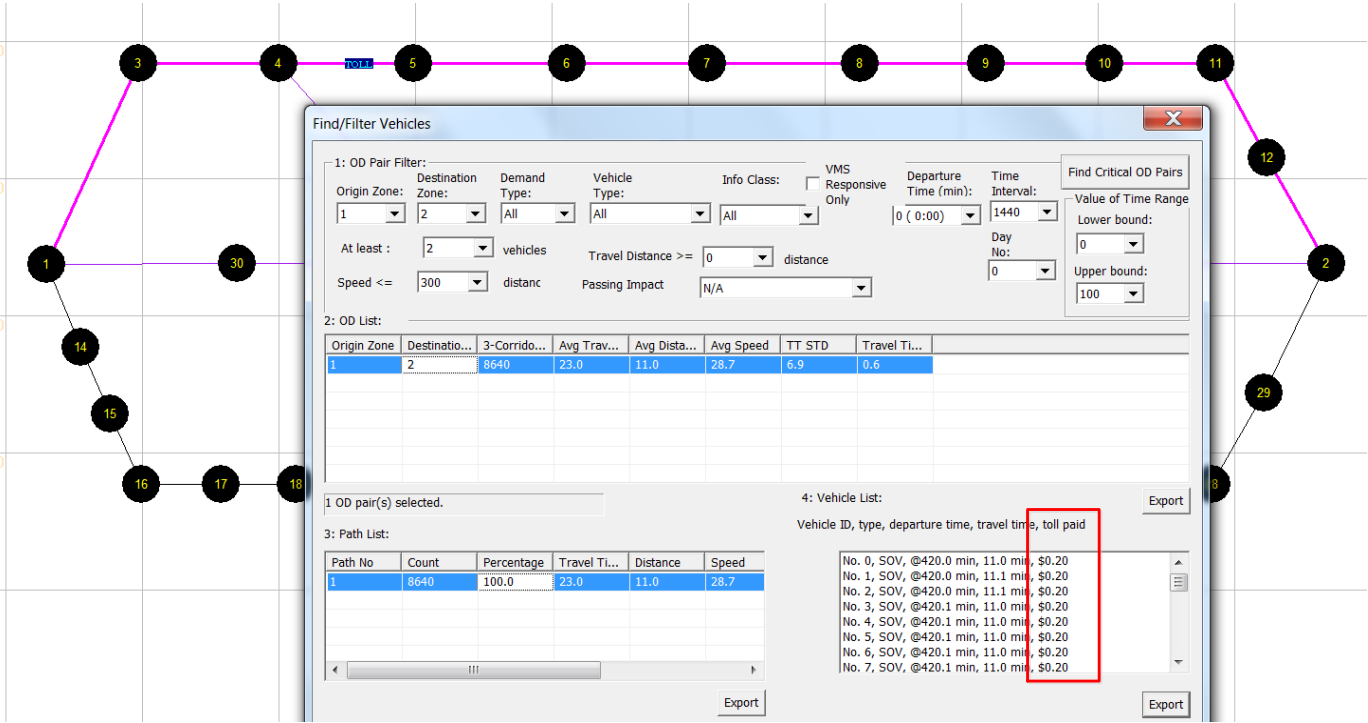 3
4
TOLL
5
6
7
8
9
10
11
12
1
30
2
14
15
16
17
18
29
8
Find/Filter Vehicles
X
1: OD Pair Filter:
Origin Zone:
1
Destination
Zone:
2
Demand
Type:
All
Vehicle
Type:
All
Info Class:
All
VMS
Responsive
Only
Departure
Time (min):
0 ( 0:00)
Time
Interval:
1440
Find Critical OD Pairs
Value of Time Range
Lower bound:
0
Upper bound:
100
At least :
2
vehicles
Travel Distance >=
0
distance
Day
No:
0
Speed <=
300
distanc
Passing Impact
N/A
2: OD List:
Origin Zone Destinatio... 3-Corrido... Avg Trav... Avg Dista... Avg Speed TT STD Travel Ti...
1 2 8640 23.0 11.0 28.7 6.9 0.6
1 OD pair(s) selected.
3: Path List:
Path No Count Percentage Travel Ti... Distance Speed
1 8640 100.0 23.0 11.0 28.7
Export
4: Vehicle List:
Export
Vehicle ID, type, departure time, travel time, toll paid
No. 0, SOV, @420.0 min, 11.0 min, $0.20
No. 1, SOV, @420.0 min, 11.1 min, $0.20
No. 2, SOV, @420.0 min, 11.1 min, $0.20
No. 3, SOV, @420.1 min, 11.0 min, $0.20
No. 4, SOV, @420.1 min, 11.0 min, $0.20
No. 5, SOV, @420.1 min, 11.0 min, $0.20
No. 6, SOV, @420.1 min, 11.0 min, $0.20
No. 7, SOV, @420.1 min, 11.0 min, $0.20
Export